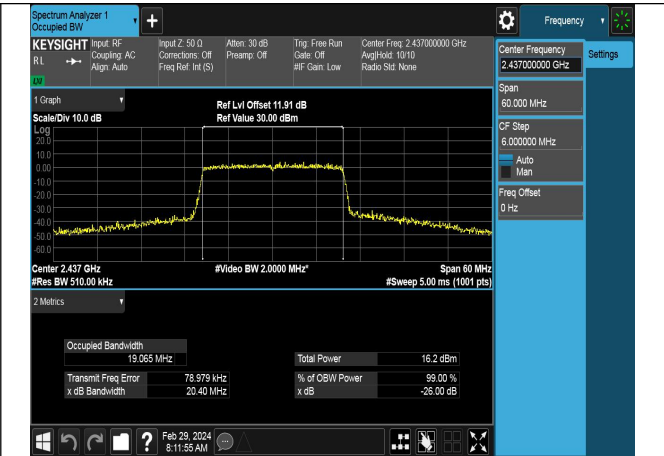 Spectrum Analyzer 1
Occupied BW
+
Frequency
KEYSIGHT
RL
Input: RF
Coupling: AC
Align: Auto
Input Z: 50 Ω
Corrections: Off
Freq Ref: Int (S)
Atten: 30 dB
Preamp: Off
Trig: Free Run
Gate: Off
#IF Gain: Low
Center Freq: 2.437000000 GHz
Avg|Hold: 10/10
Radio Std: None
Center Frequency
2.437000000 GHz
Settings
Span
60.000 MHz
CF Step
6.000000 MHz
Auto
Man
Freq Offset
0 Hz
1 Graph
Scale/Div 10.0 dB
Ref Lvl Offset 11.91 dB
Ref Value 30.00 dBm
Log
20.0
10.0
0.00
-10.0
-20.0
-30.0
-40.0
-50.0
-60.0
Center 2.437 GHz
#Video BW 2.0000 MHz*
Span 60 MHz
#Res BW 510.00 kHz
#Sweep 5.00 ms (1001 pts)
2 Metrics
Occupied Bandwidth
19.065 MHz
Total Power 16.2 dBm
Transmit Freq Error 78.979 kHz
% of OBW Power 99.00 %
x dB Bandwidth 20.40 MHz
x dB -26.00 dB
?
Feb 29, 2024
8:11:55 AM